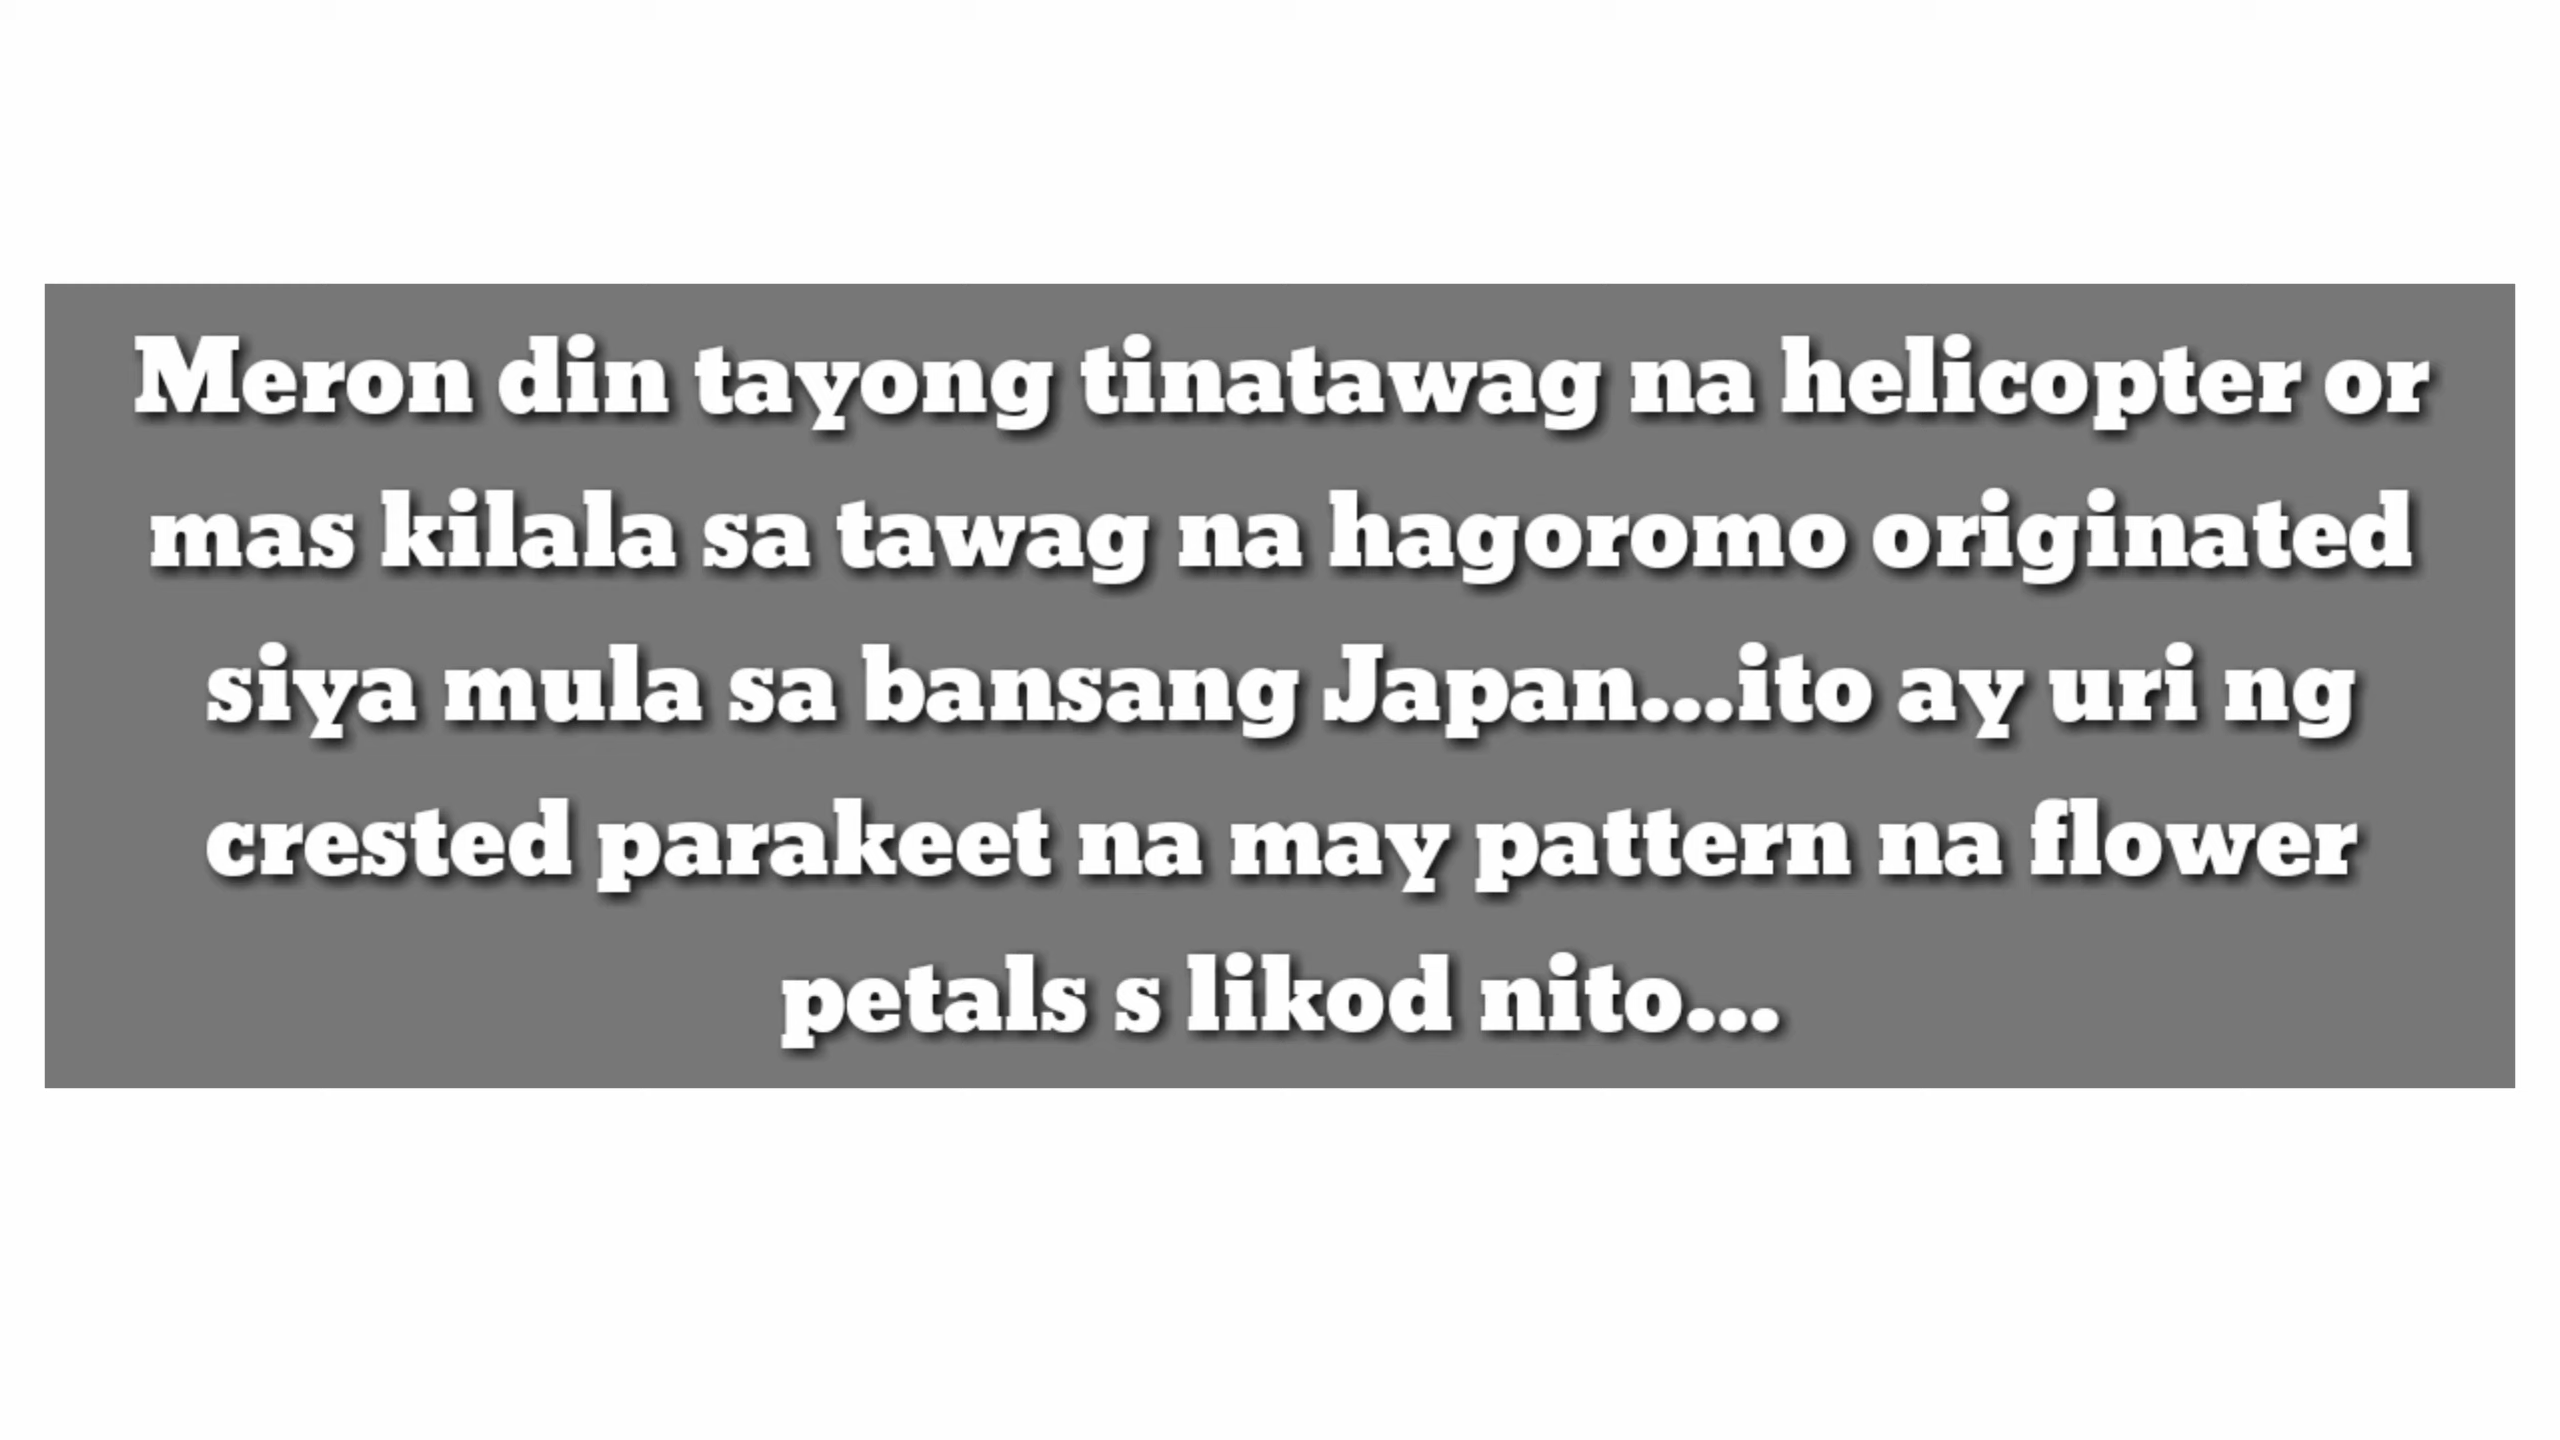 Meron din tayong tinatawag na helicopter or
mas kilala sa tawag na hagoromo originated
siya mula sa bansang Japan...ito ay uri ng
crested parakeet na may pattern na flower
petals s likod nito...